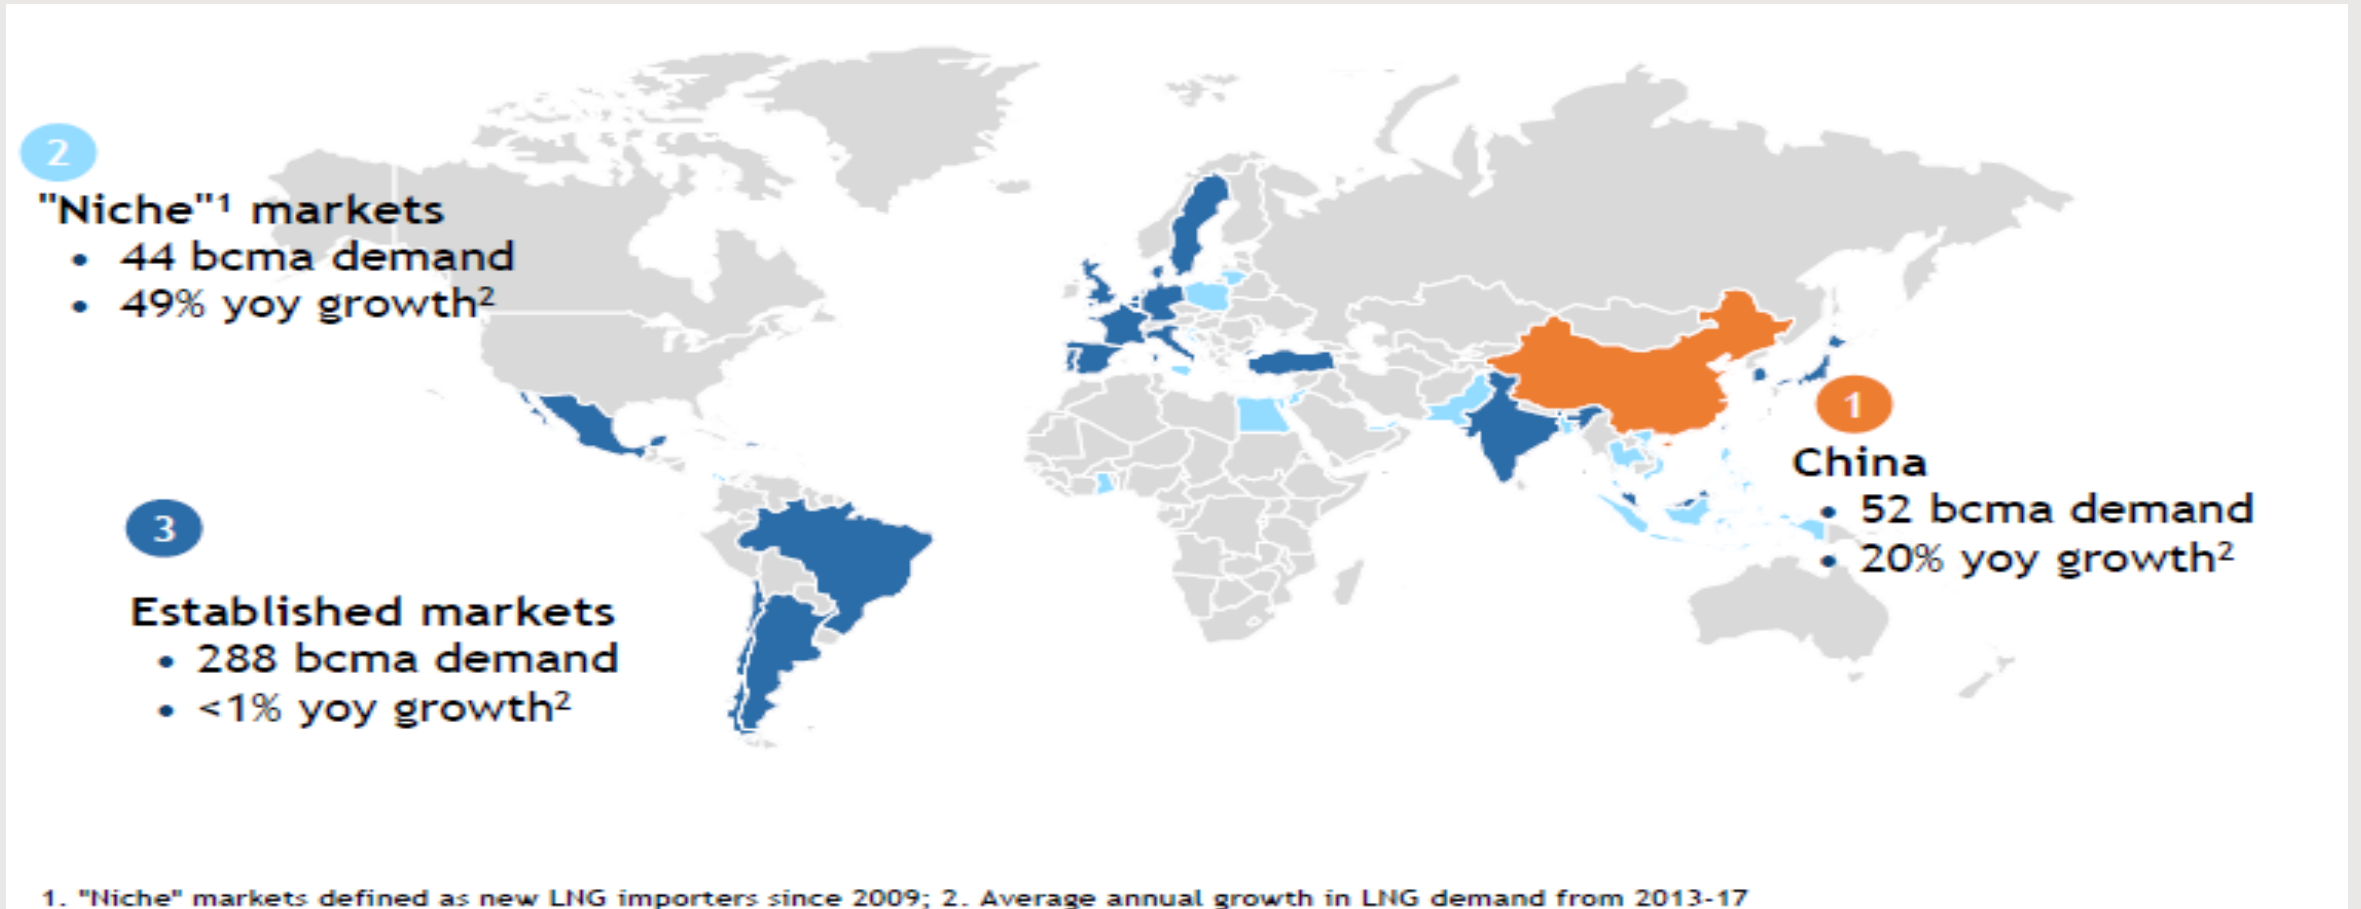 2
"Niche"¹ markets
• 44 bcma demand
• 49% yoy growth²
1
China
• 52 bcma demand
• 20% yoy growth²
3
Established markets
• 288 bcma demand
• <1% yoy growth²
1. "Niche" markets defined as new LNG importers since 2009; 2. Average annual growth in LNG demand from 2013-17